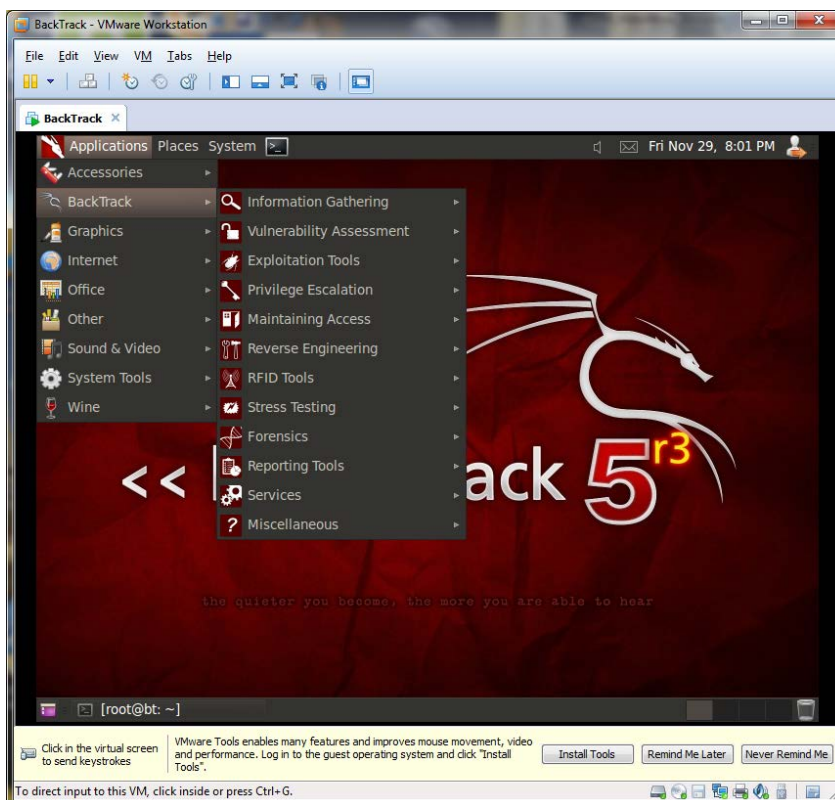 BackTrack - VMware Workstation
File Edit View VM Tabs Help
BackTrack
Applications Places System Fri Nov 29, 8:01 PM
Accessories
BackTrack
Graphics
Internet
Office
Other
Sound & Video
System Tools
Wine
Information Gathering
Vulnerability Assessment
Exploitation Tools
Privilege Escalation
Maintaining Access
Reverse Engineering
RFID Tools
Stress Testing
Forensics
Reporting Tools
Services
Miscellaneous
<< ack 5 r3
the quieter you become, the more you are able to hear
[root@bt: ~]
Click in the virtual screen
to send keystrokes
VMware Tools enables many features and improves mouse movement, video
and performance. Log in to the guest operating system and click "Install
Tools".
Install Tools Remind Me Later Never Remind Me
To direct input to this VM, click inside or press Ctrl+G.